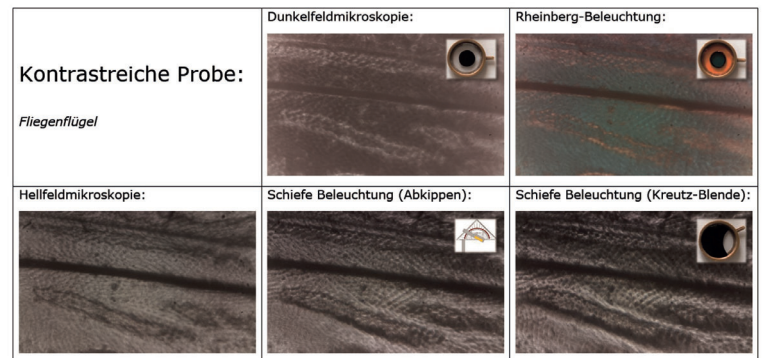 Kontrastreiche Probe:
Fliegenflügel
Dunkelfeldmikroskopie:
Rheinberg-Beleuchtung:
Hellfeldmikroskopie:
Schiefe Beleuchtung (Abkippen):
Schiefe Beleuchtung (Kreutz-Blende):